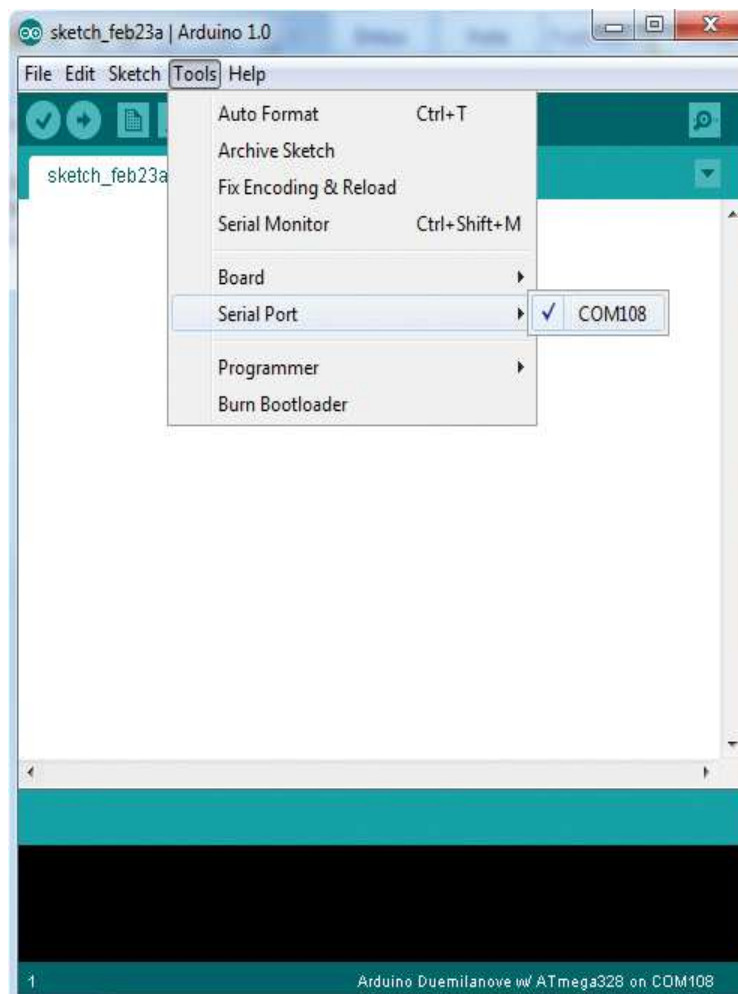 sketch_feb23a | Arduino 1.0
File Edit Sketch Tools Help
Auto Format Ctrl+T
Archive Sketch
sketch_feb23a
Fix Encoding & Reload
Serial Monitor Ctrl+Shift+M
Board
Serial Port
COM108
Programmer
Burn Bootloader
1 Arduino Duemilanove w/ ATmega328 on COM108